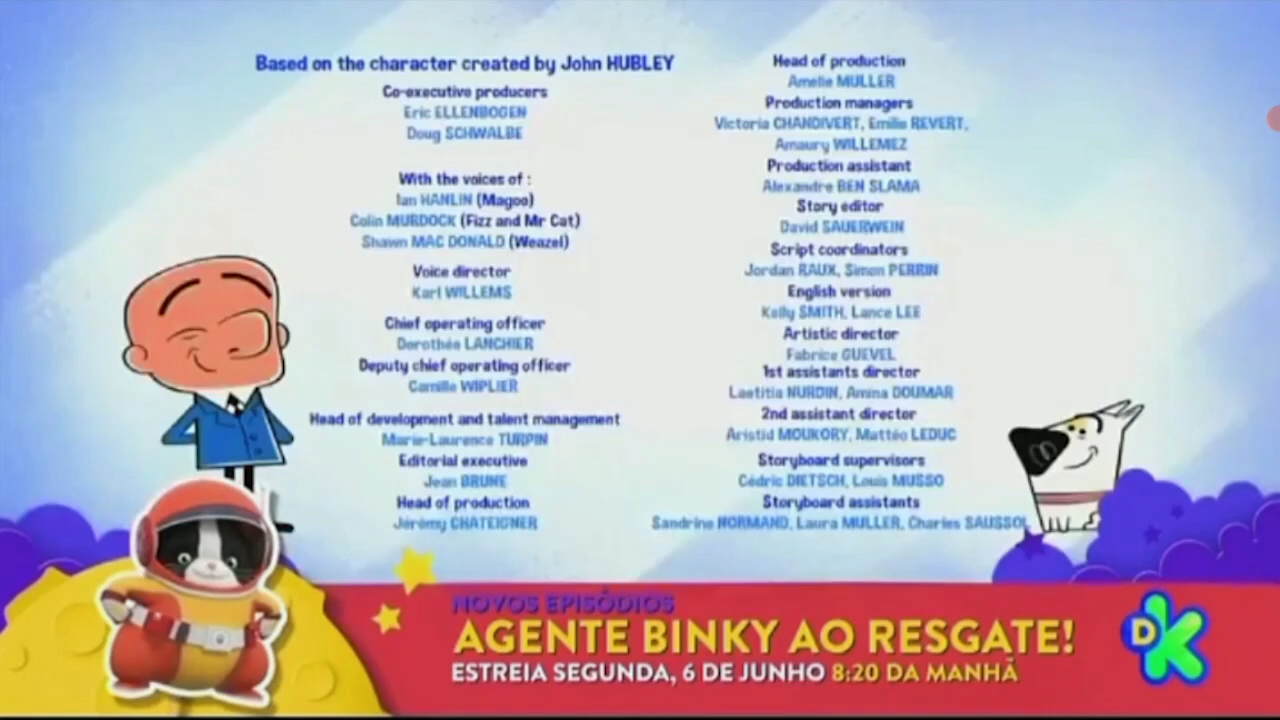 Based on the character created by John HUBLEY
Co-executive producers
Eric ELLENBOGEN
Doug SCHWALBE
With the voices of :
Ian HANLIN (Magoo)
Colin MURDOCK (Fizz and Mr Cat)
Shawn MAC DONALD (Weazel)
Voice director
Karl WILLEMS
Chief operating officer
Dorothée LANCHIER
Deputy chief operating officer
Camille WIPLIER
Head of development and talent management
Marie-Laurence TURPIN
Editorial executive
Jean BRUNE
Head of production
Jérémy CHATEIGNER
Head of production
Amelie MULLER
Production managers
Victoria CHANDIVERT, Emilie REVERT,
Amaury WILLEMEZ
Production assistant
Alexandre BEN SLAMA
Story editor
David SAUERWEIN
Script coordinators
Jordan RAUX, Simon PERRIN
English version
Kelly SMITH, Lance LEE
Artistic director
Fabrice GUEVEL
1st assistants director
Laetitia NURDIN, Amina DOUMAR
2nd assistant director
Aristid MOUKORY, Mattéo LEDUC
Storyboard supervisors
Cédric DIETSCH, Louis MUSSO
Storyboard assistants
Sandrine NORMAND, Laura MULLER, Charles SAUSSOL
NOVOS EPISÓDIOS
AGENTE BINKY AO RESGATE!
ESTREIA SEGUNDA, 6 DE JUNHO 8:20 DA MANHÃ
DK